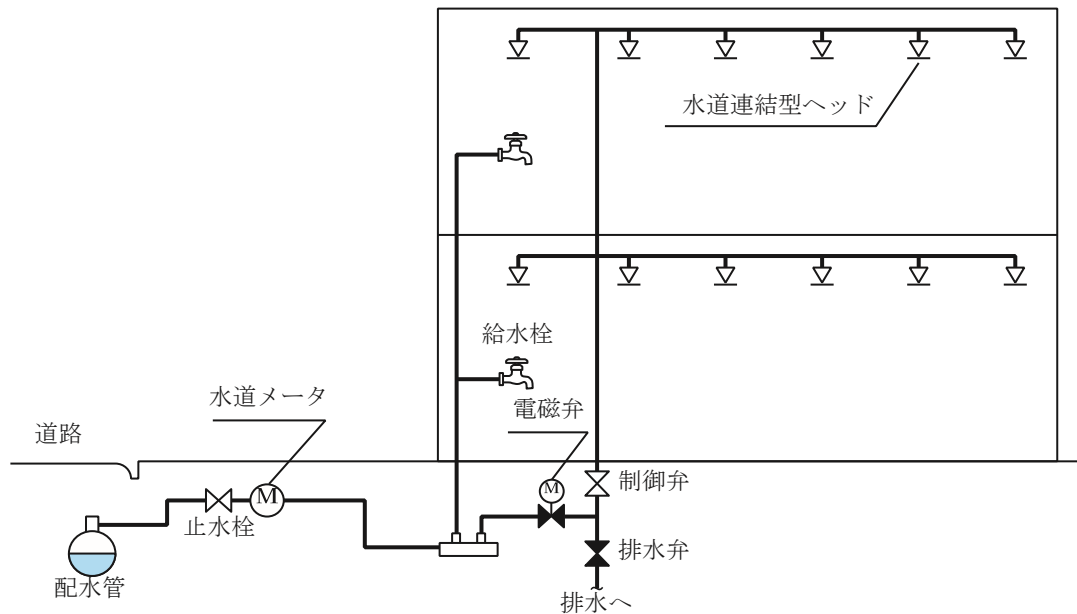 水道連結型ヘッド
給水栓
水道メータ
電磁弁
道路
M
制御弁
M
止水栓
排水弁
配水管
排水へ